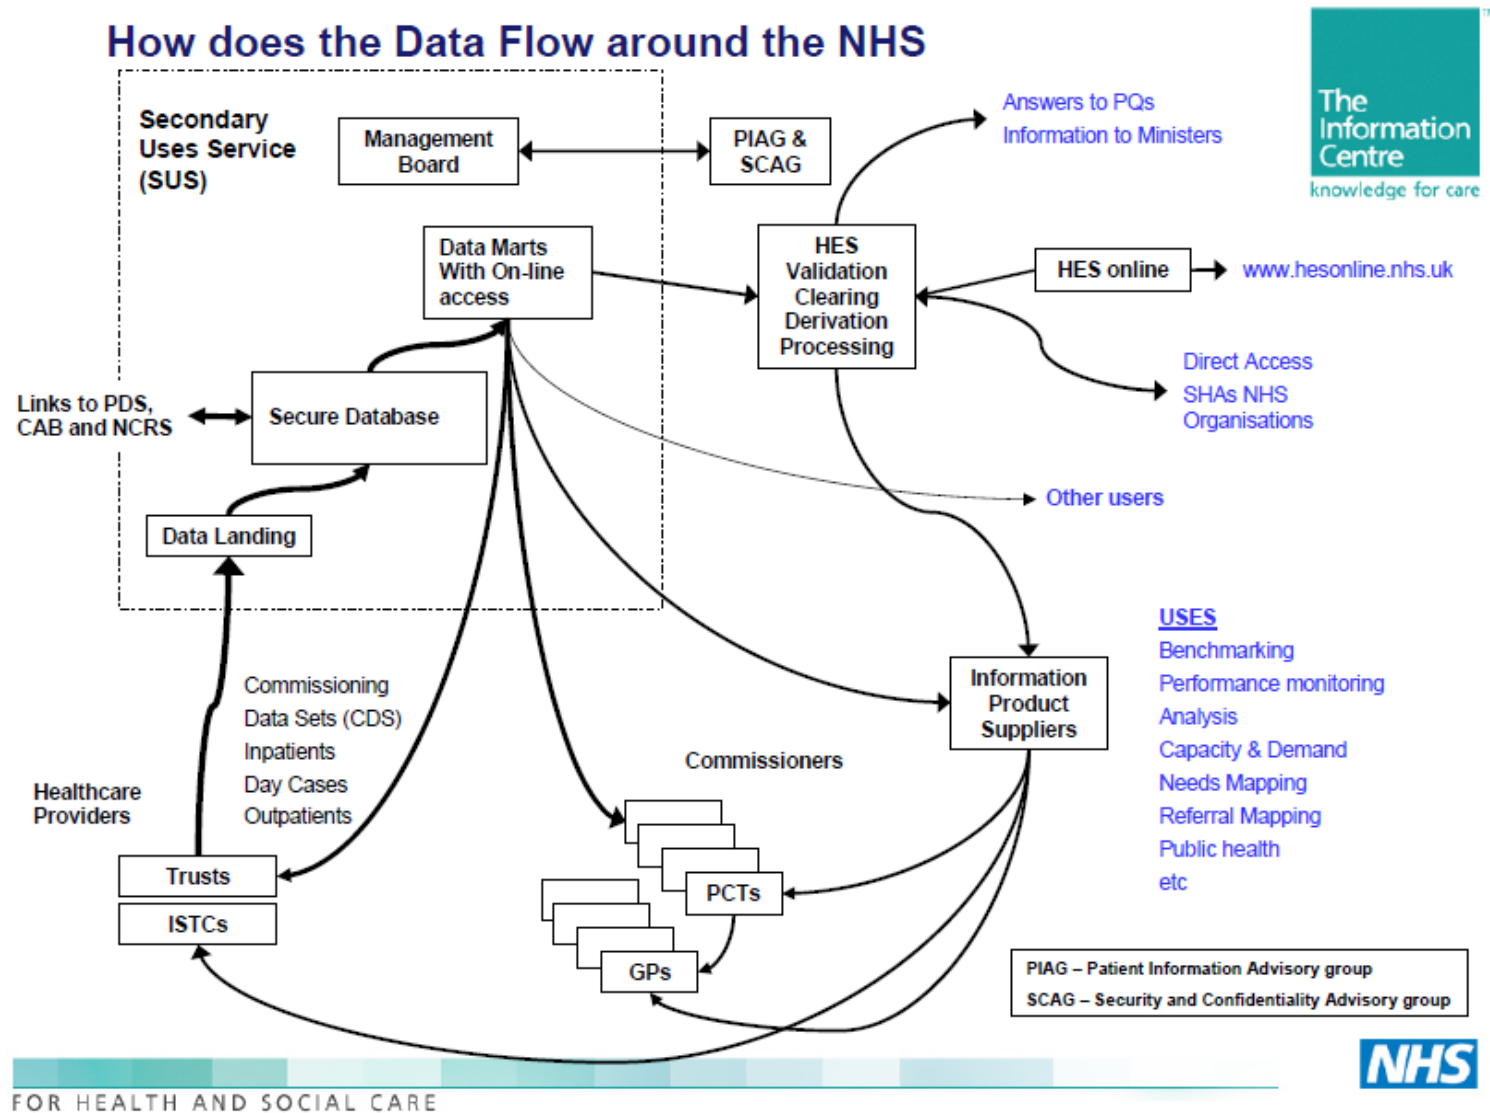 How does the Data Flow around the NHS
The
Information
Centre
knowledge for care
TM
Secondary
Uses Service
(SUS)
Management
Board
PIAG &
SCAG
Answers to PQs
Information to Ministers
Data Marts
With On-line
access
HES
Validation
Clearing
Derivation
Processing
HES online
www.hesonline.nhs.uk
Direct Access
SHAs NHS
Organisations
Links to PDS,
CAB and NCRS
Secure Database
Other users
Data Landing
Commissioning
Data Sets (CDS)
Inpatients
Day Cases
Outpatients
Healthcare
Providers
Trusts
ISTCs
Commissioners
PCTs
GPs
Information
Product
Suppliers
USES
Benchmarking
Performance monitoring
Analysis
Capacity & Demand
Needs Mapping
Referral Mapping
Public health
etc
PIAG – Patient Information Advisory group
SCAG – Security and Confidentiality Advisory group
NHS
FOR HEALTH AND SOCIAL CARE